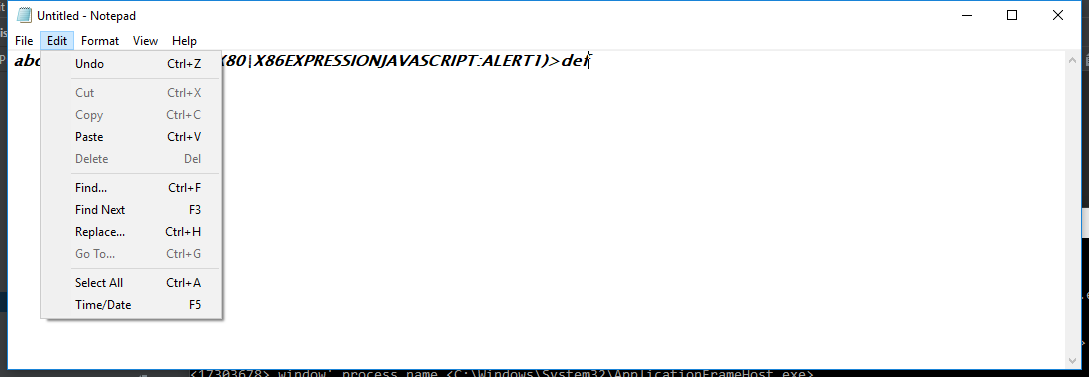 Untitled - Notepad
File Edit Format View Help
X80\X86EXPRESSIONJAVASCRIPT:ALERT1)>def
Undo Ctrl+Z
Cut Ctrl+X
Copy Ctrl+C
Paste Ctrl+V
Delete Del
Find... Ctrl+F
Find Next F3
Replace... Ctrl+H
Go To... Ctrl+G
Select All Ctrl+A
Time/Date F5
<17303678> window' process name <C:\Windows\System32\ApplicationFrameHost.exe>